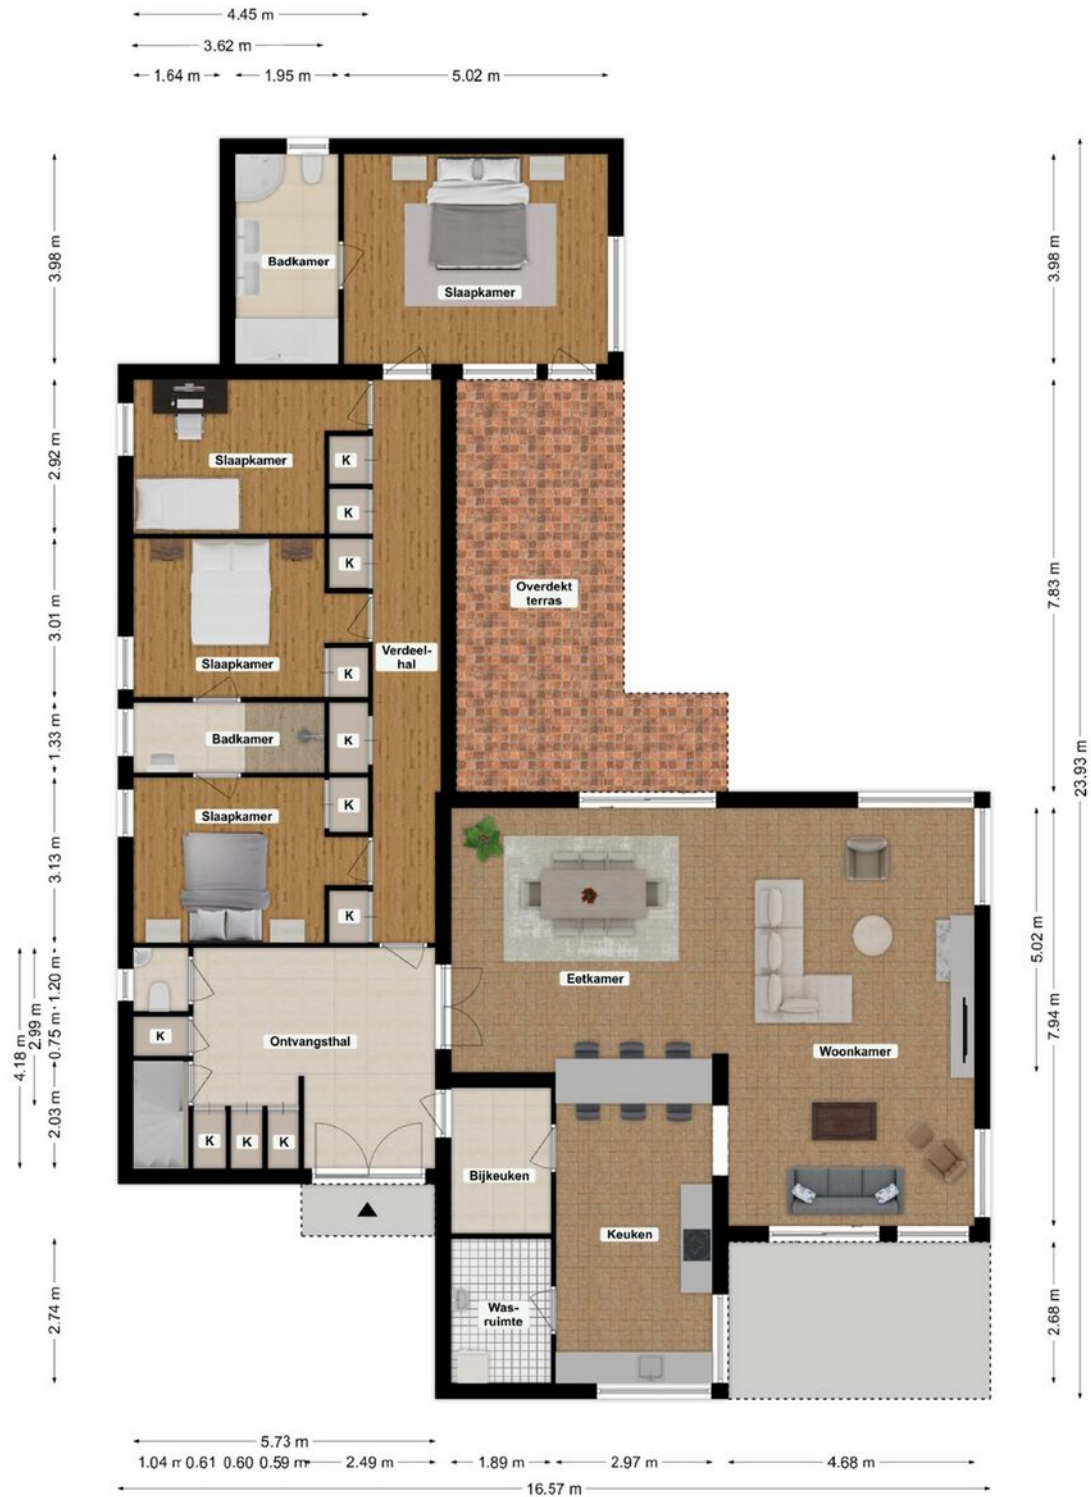 4.45 m
3.62 m
1.64 m
1.95 m
5.02 m
3.98 m
3.98 m
Badkamer
Slaapkamer
2.92 m
Slaapkamer
K
K
K
3.01 m
Overdekt
terras
7.83 m
Verdeel-
hal
Slaapkamer
K
1.33 m
Badkamer
K
23.93 m
Slaapkamer
K
3.13 m
K
5.02 m
Eetkamer
1.20 m
2.99 m
4.18 m
0.75 m
K
Ontvangsthal
Woonkamer
7.94 m
2.03 m
K
K
K
Bijkeuken
Keuken
2.74 m
Was-
ruimte
2.68 m
5.73 m
1.04 m
0.61
0.60
0.59 m
2.49 m
1.89 m
2.97 m
4.68 m
16.57 m